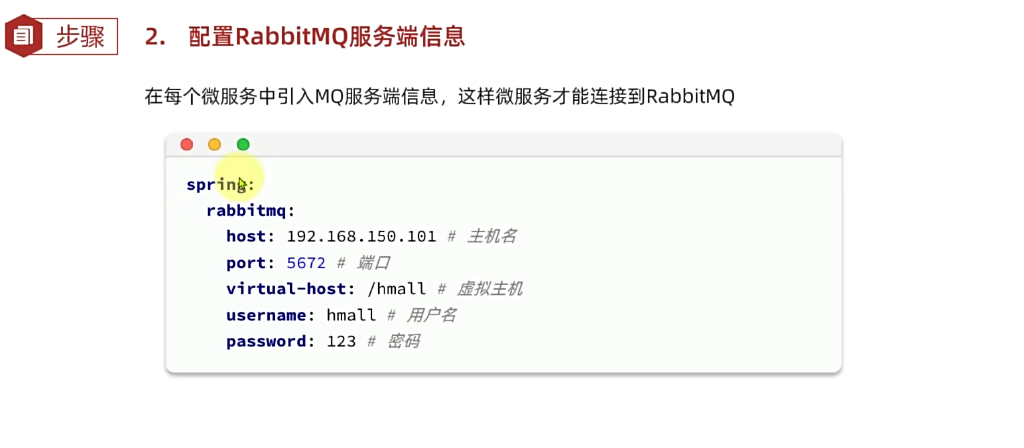 步骤
2. 配置RabbitMQ服务端信息
在每个微服务中引入MQ服务端信息，这样微服务才能连接到RabbitMQ
spring:
  rabbitmq:
    host: 192.168.150.101 # 主机名
    port: 5672 # 端口
    virtual-host: /hmall # 虚拟主机
    username: hmall # 用户名
    password: 123 # 密码